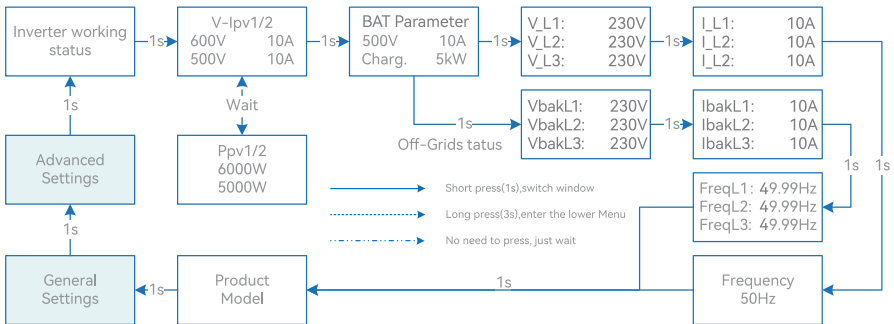 Inverter working
status
1s
V-Ipv1/2
600V 10A
500V 10A
1s
BAT Parameter
500V 10A
Charg. 5kW
1s
V_L1: 230V
V_L2: 230V
V_L3: 230V
1s
I_L1: 10A
I_L2: 10A
I_L2: 10A
1s
Wait
VbakL1: 230V
VbakL2: 230V
VbakL3: 230V
1s
Off-Grids tatus
1s
IbakL1: 10A
IbakL2: 10A
IbakL3: 10A
Advanced
Settings
Ppv1/2
6000W
5000W
1s
1s
Short press(1s),switch window
Long press(3s),enter the lower Menu
No need to press, just wait
FreqL1: 49.99Hz
FreqL2: 49.99Hz
FreqL3: 49.99Hz
1s
General
Settings
1s
Product
Model
1s
Frequency
50Hz